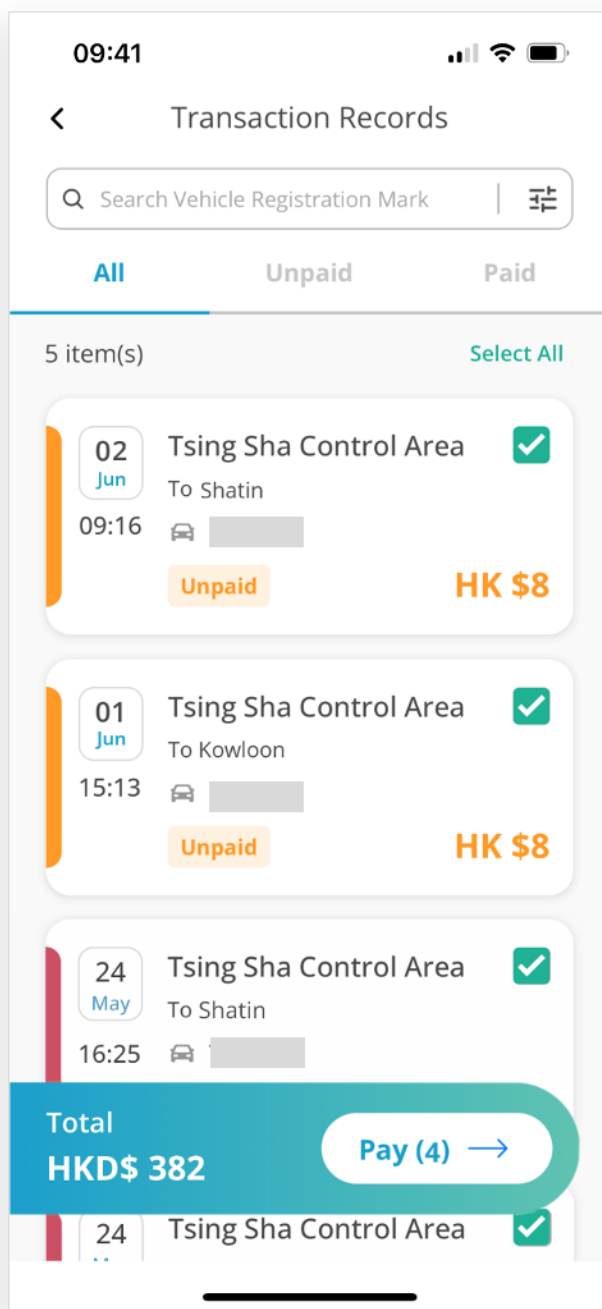 09:41
Transaction Records
Search Vehicle Registration Mark
All Unpaid Paid
5 item(s) Select All
02 Tsing Sha Control Area
Jun To Shatin
09:16
Unpaid HK $8
01 Tsing Sha Control Area
Jun To Kowloon
15:13
Unpaid HK $8
24 Tsing Sha Control Area
May To Shatin
16:25
Total
HKD$ 382 Pay (4)
24 Tsing Sha Control Area